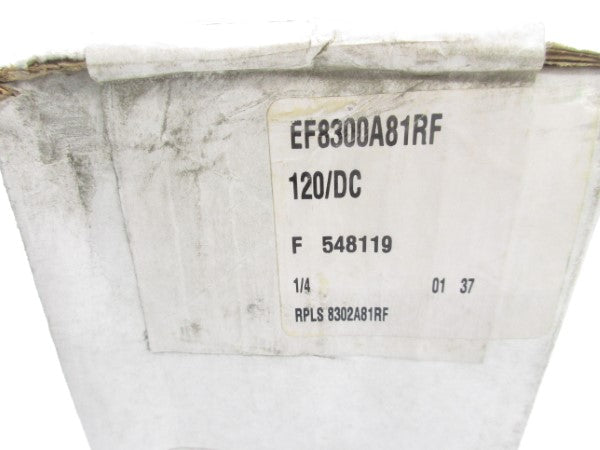 EF8300A81RF
120/DC
F 548119
1/4 01 37
RPLS 8302A81RF